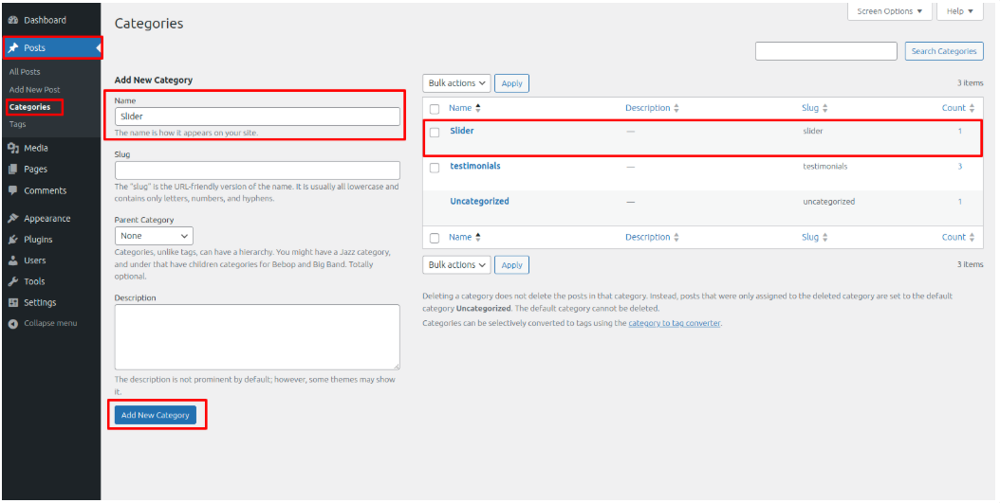 Dashboard
Posts
All Posts
Add New Post
Categories
Tags
Media
Pages
Comments
Appearance
Plugins
Users
Tools
Settings
Collapse menu
Screen Options ▼
Help ▼
Categories
Search Categories
Add New Category
Name
Slider
The name is how it appears on your site.
Slug
The “slug” is the URL-friendly version of the name. It is usually all lowercase and
contains only letters, numbers, and hyphens.
Parent Category
None
Categories, unlike tags, can have a hierarchy. You might have a Jazz category,
and under that have children categories for Bebop and Big Band. Totally
optional.
Description
The description is not prominent by default; however, some themes may show
it.
Add New Category
Bulk actions Apply 3 items
Name Description Slug Count
Slider — slider 1
testimonials — testimonials 3
Uncategorized — uncategorized 1
Name Description Slug Count
Bulk actions Apply 3 items
Deleting a category does not delete the posts in that category. Instead, posts that were only assigned to the deleted category are set to the default
category Uncategorized. The default category cannot be deleted.
Categories can be selectively converted to tags using the category to tag converter.